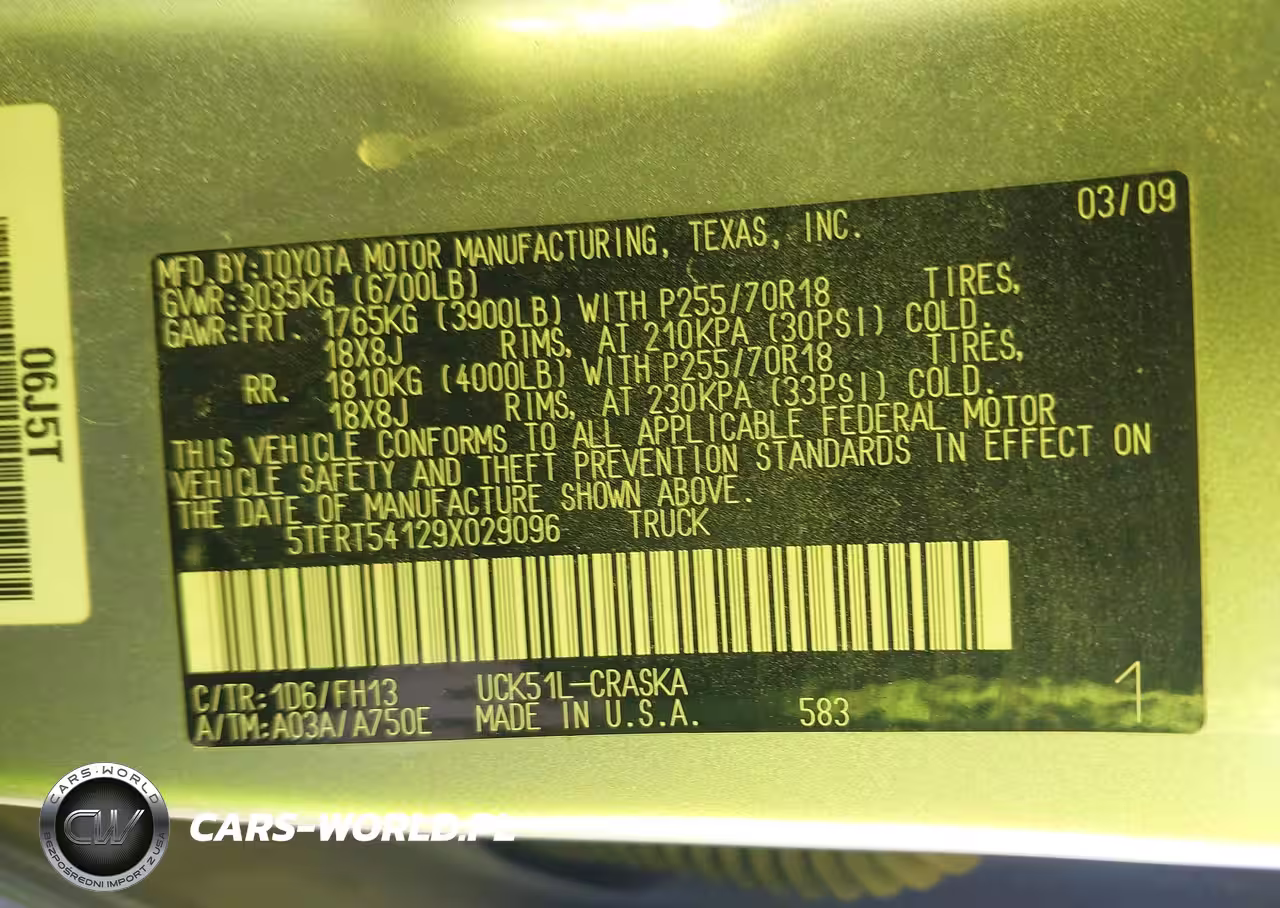 03/09
MFD.BY:TOYOTA MOTOR MANUFACTURING, TEXAS, INC.
GVWR:3035KG (6700LB)
GAWR:FRT. 1765KG (3900LB) WITH P255/70R18 TIRES,
18X8J RIMS, AT 210KPA (30PSI) COLD.
RR. 1810KG (4000LB) WITH P255/70R18 TIRES,
18X8J RIMS, AT 230KPA (33PSI) COLD.
THIS VEHICLE CONFORMS TO ALL APPLICABLE FEDERAL MOTOR
VEHICLE SAFETY AND THEFT PREVENTION STANDARDS IN EFFECT ON
THE DATE OF MANUFACTURE SHOWN ABOVE.
5TFRT54129X029096 TRUCK
C/TR:1D6/FH13 UCK51L-CRASKA
A/TM:A03A/A750E MADE IN U.S.A. 583 1
06J5T
CARS-WORLD
CW
BEZPOŚREDNI IMPORT Z USA
CARS-WORLD.PL